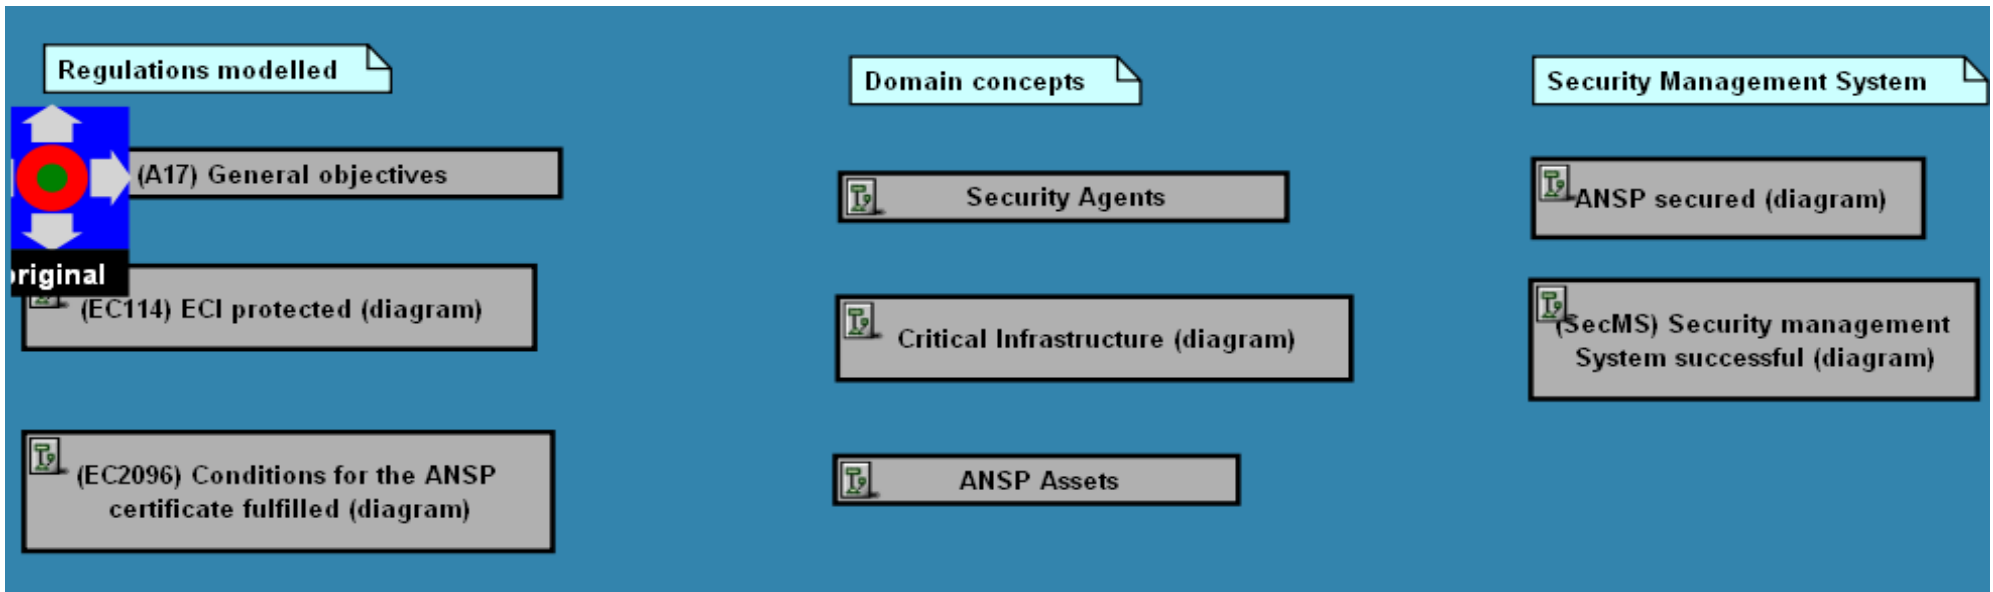 Regulations modelled
(A17) General objectives
original
(EC114) ECI protected (diagram)
(EC2096) Conditions for the ANSP
certificate fulfilled (diagram)
Domain concepts
Security Agents
Critical Infrastructure (diagram)
ANSP Assets
Security Management System
ANSP secured (diagram)
(SecMS) Security management
System successful (diagram)